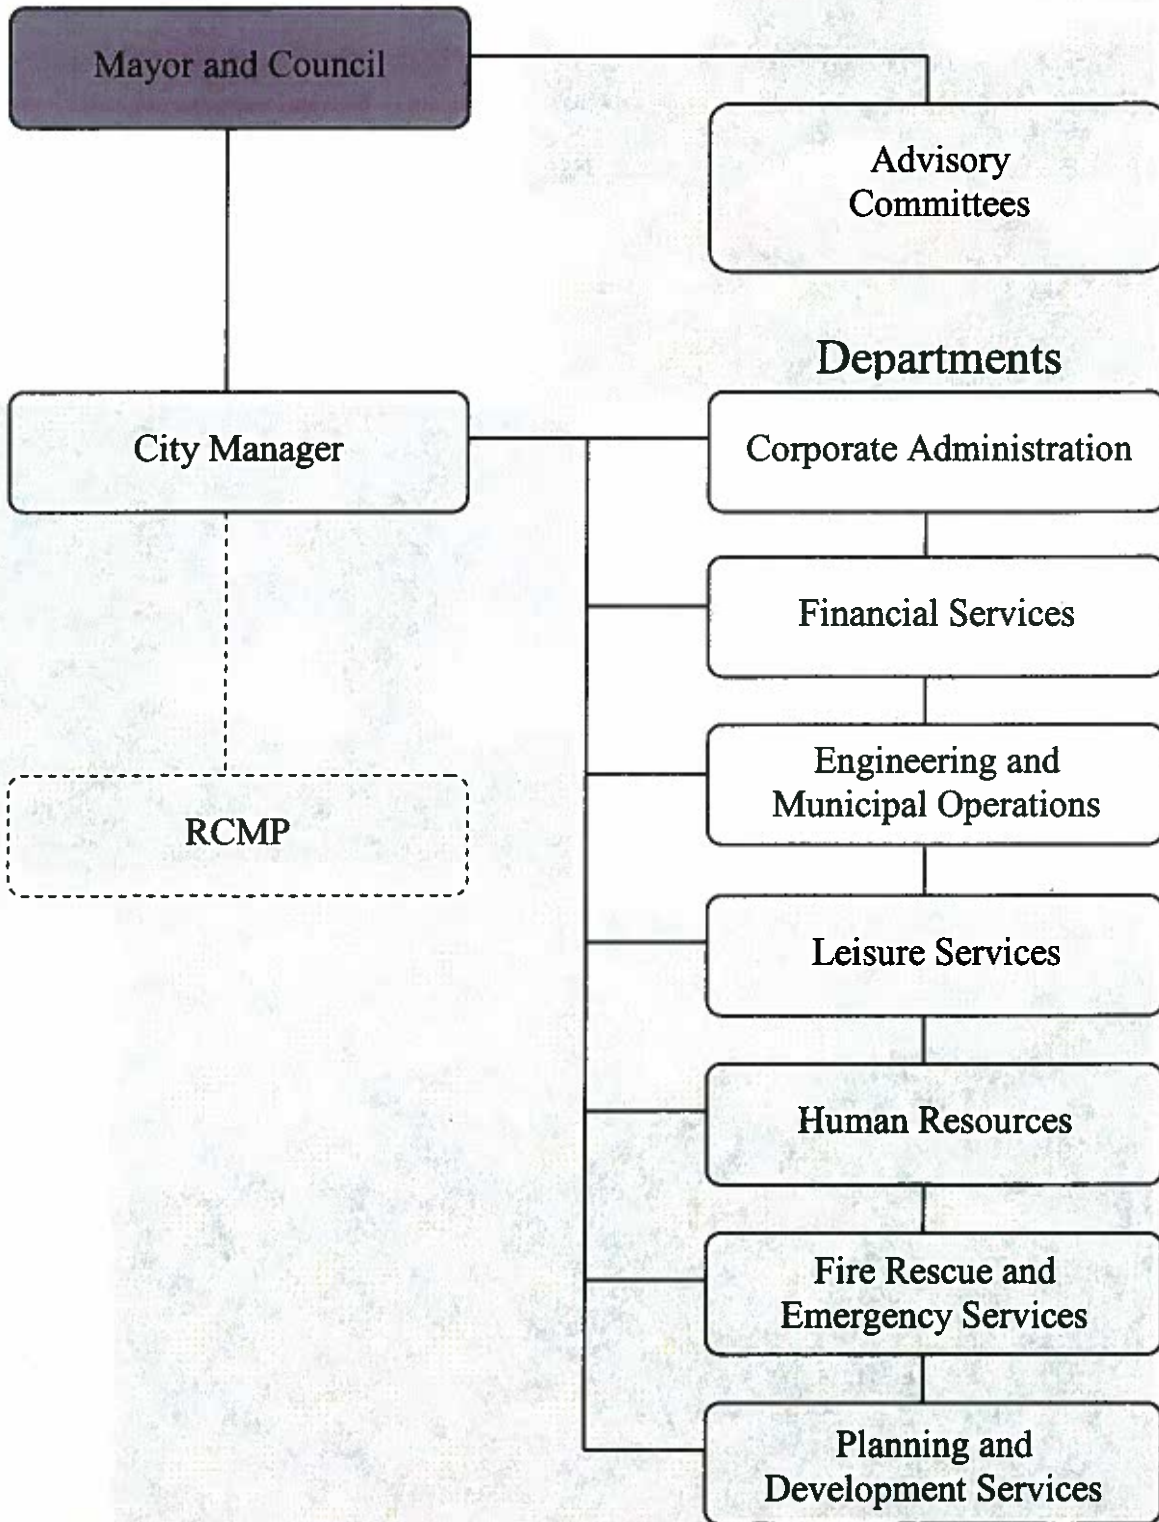 Mayor and Council
Advisory
Committees
Departments
City Manager
Corporate Administration
Financial Services
Engineering and
Municipal Operations
RCMP
Leisure Services
Human Resources
Fire Rescue and
Emergency Services
Planning and
Development Services